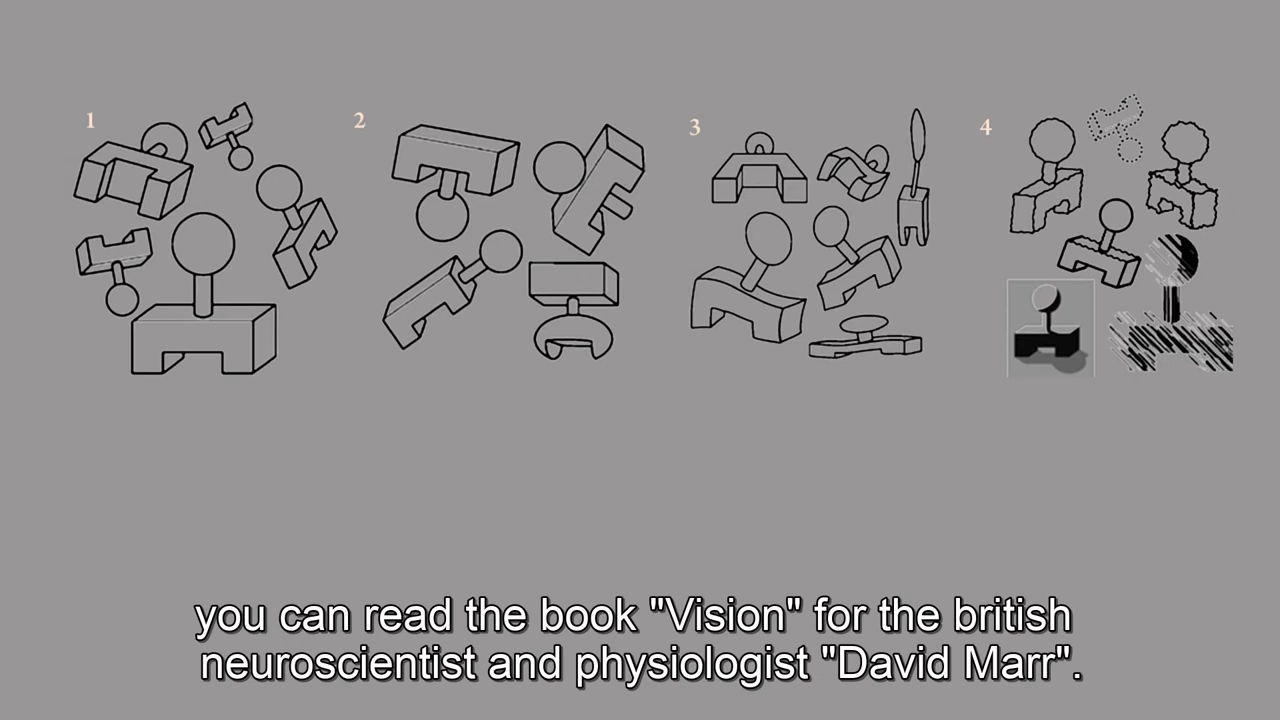 1
2
3
4
you can read the book "Vision" for the british
neuroscientist and physiologist "David Marr".